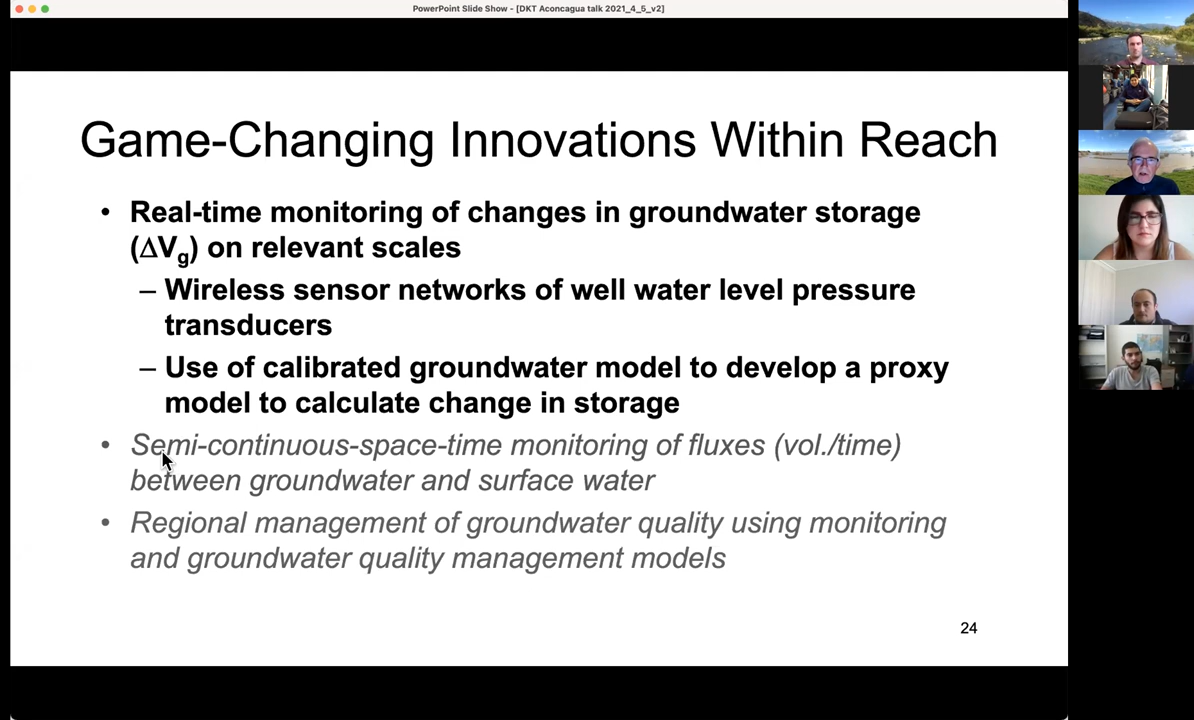 PowerPoint Slide Show - [DKT Aconcagua talk 2021_4_5_v2]
Game-Changing Innovations Within Reach
• Real-time monitoring of changes in groundwater storage
(ΔVg) on relevant scales
– Wireless sensor networks of well water level pressure
transducers
– Use of calibrated groundwater model to develop a proxy
model to calculate change in storage
• Semi-continuous-space-time monitoring of fluxes (vol./time)
between groundwater and surface water
• Regional management of groundwater quality using monitoring
and groundwater quality management models
24